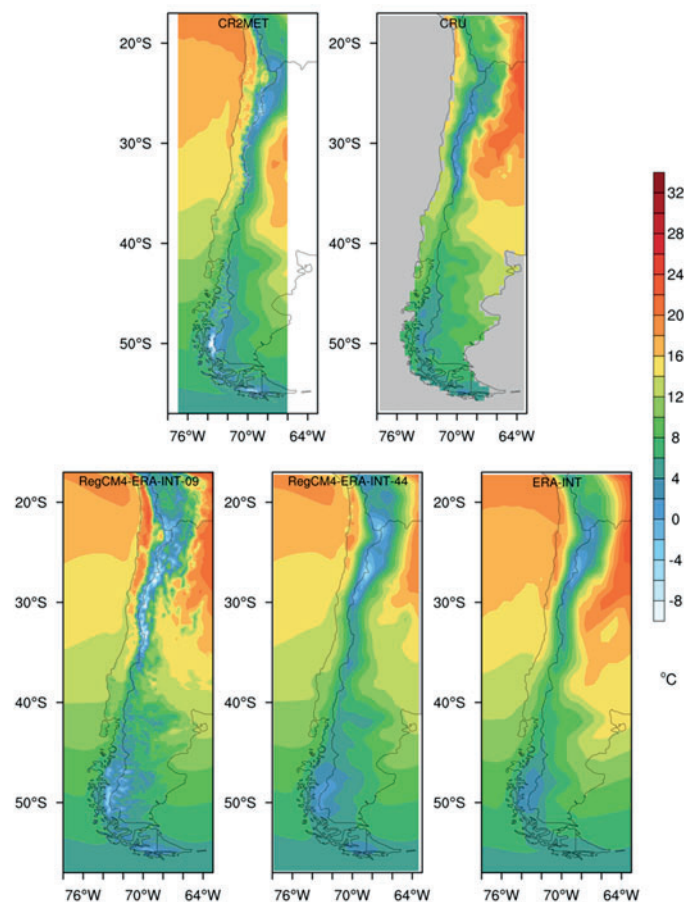 CR2MET
CRU
20°S
20°S
30°S
30°S
40°S
40°S
50°S
50°S
76°W 70°W 64°W
76°W 70°W 64°W
32
28
24
20
16
12
8
4
0
-4
-8
°C
RegCM4-ERA-INT-09
RegCM4-ERA-INT-44
ERA-INT
20°S
20°S
20°S
30°S
30°S
30°S
40°S
40°S
40°S
50°S
50°S
50°S
76°W 70°W 64°W
76°W 70°W 64°W
76°W 70°W 64°W